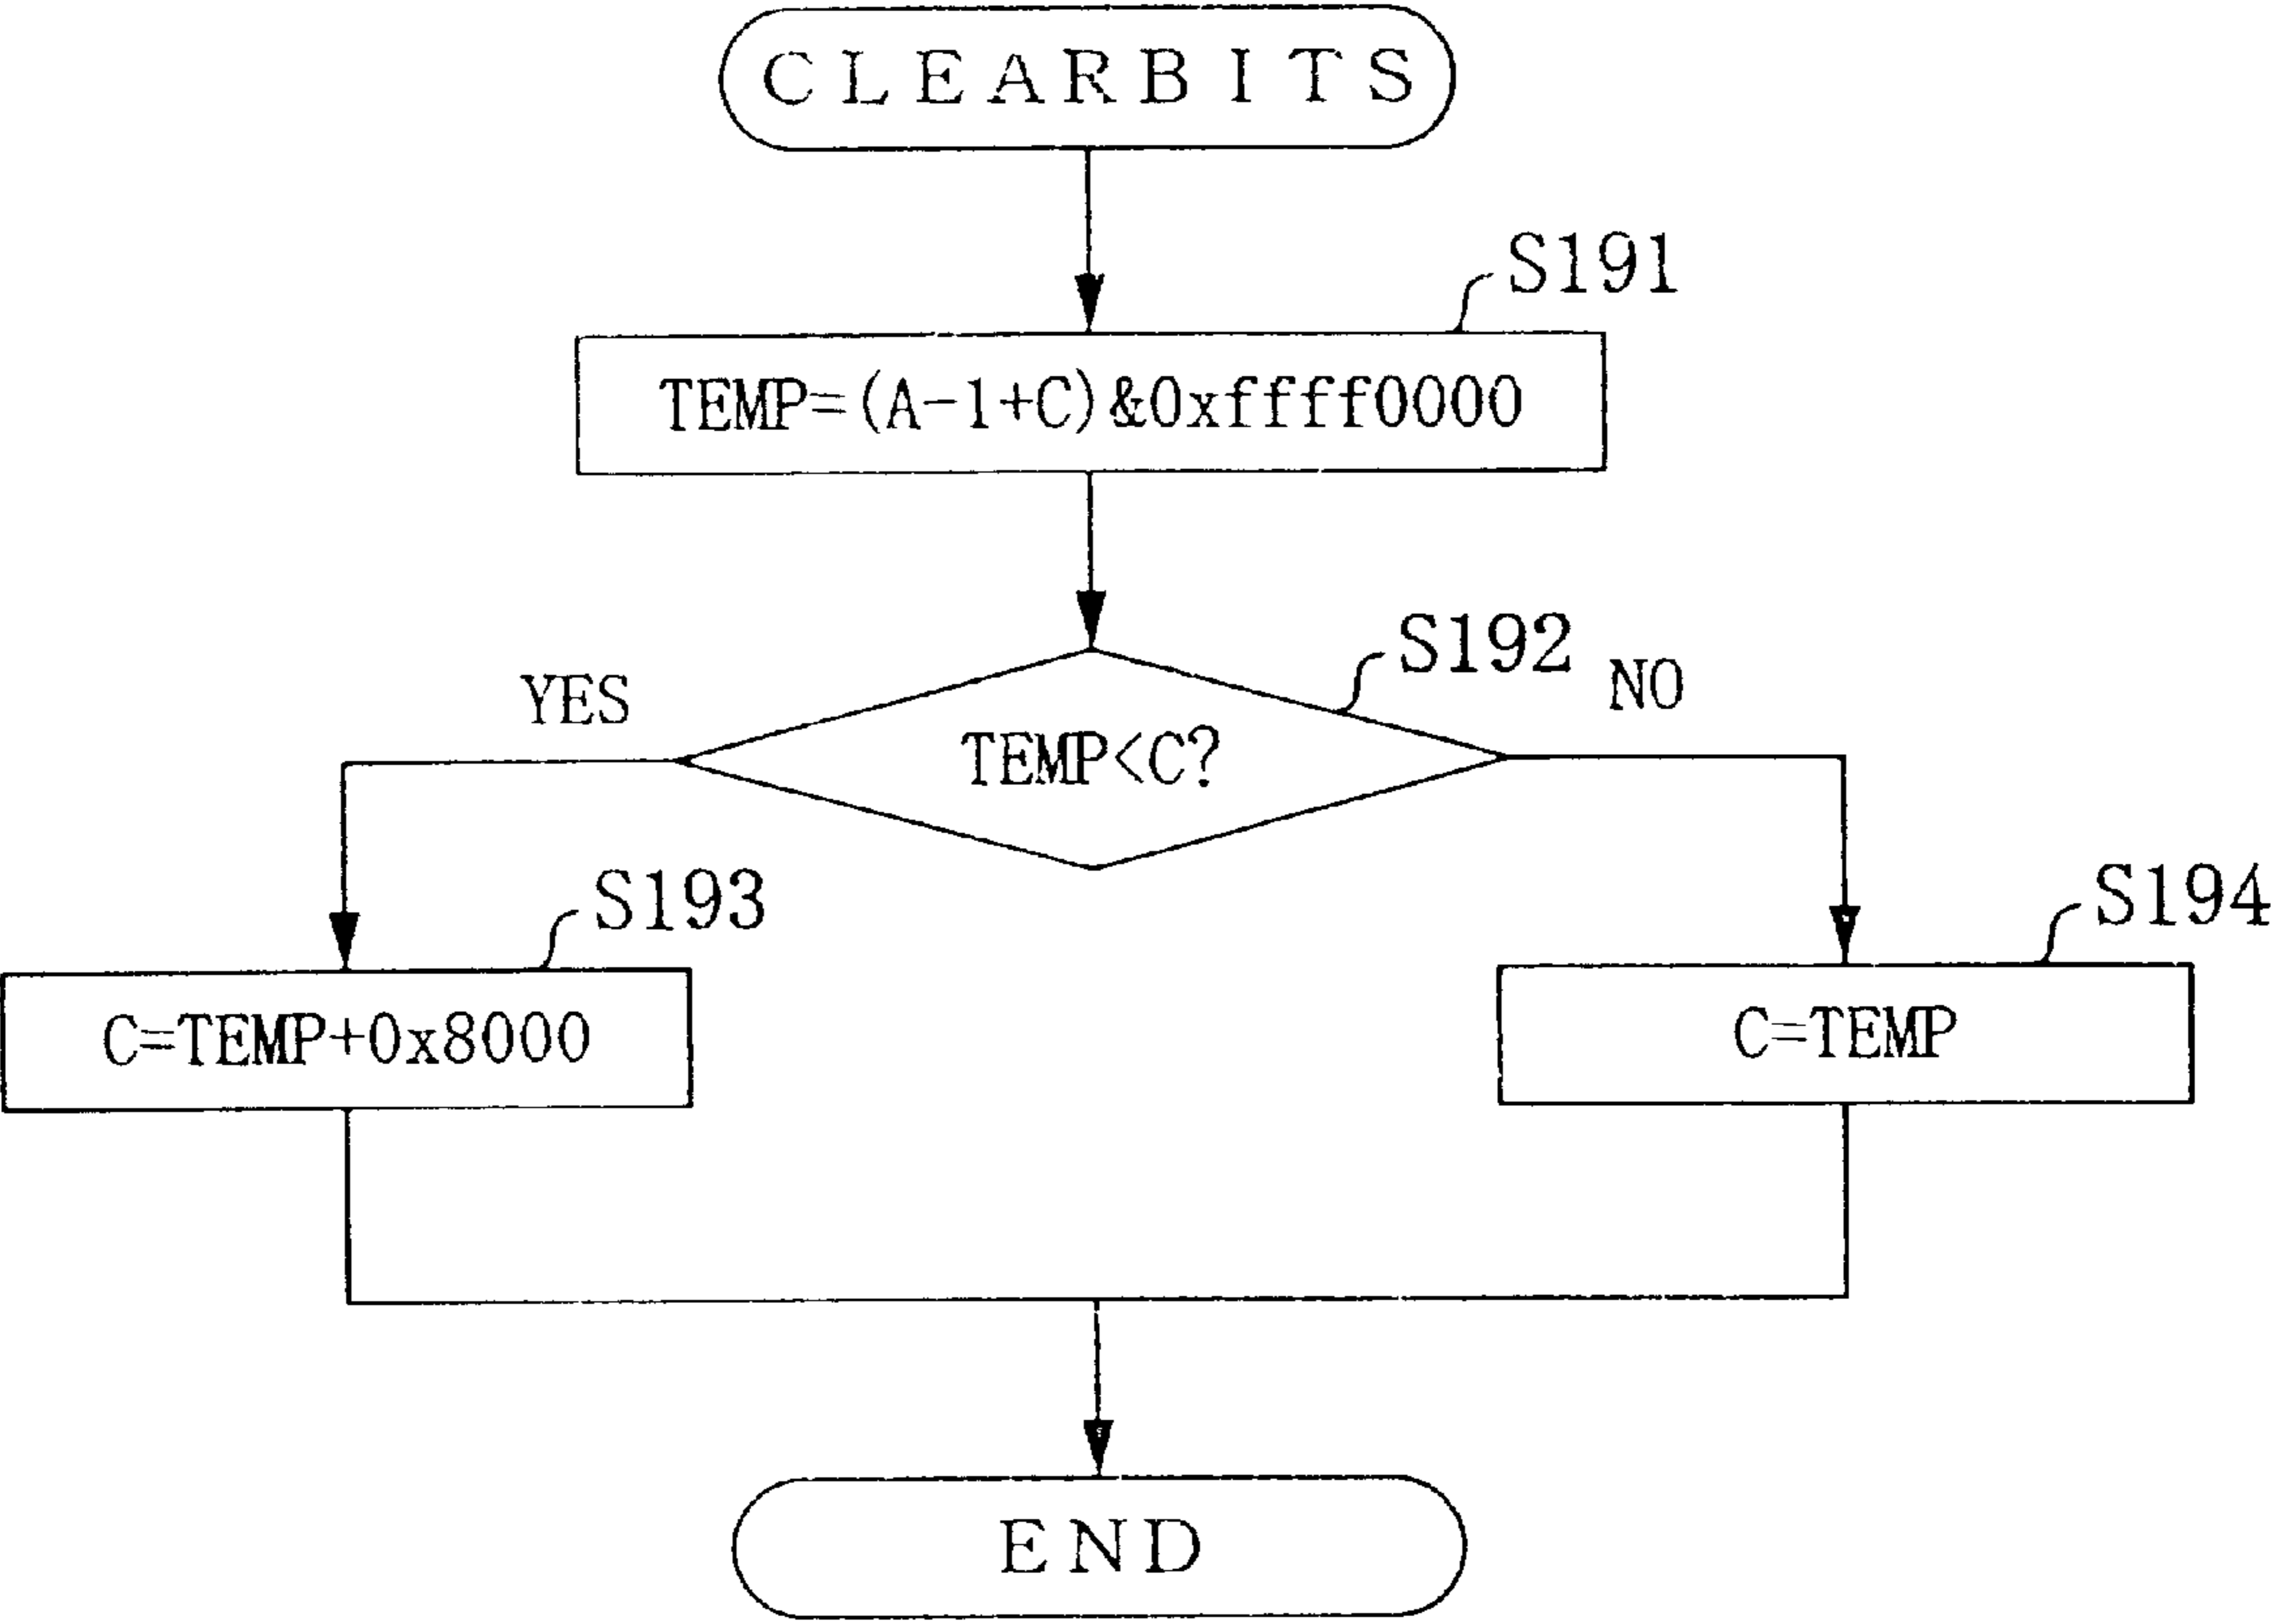 CLEARBITS
S191
TEMP=(A-1+C)&0xffff0000
S192
YES
NO
TEMP<C?
S193
S194
C=TEMP+0x8000
C=TEMP
END